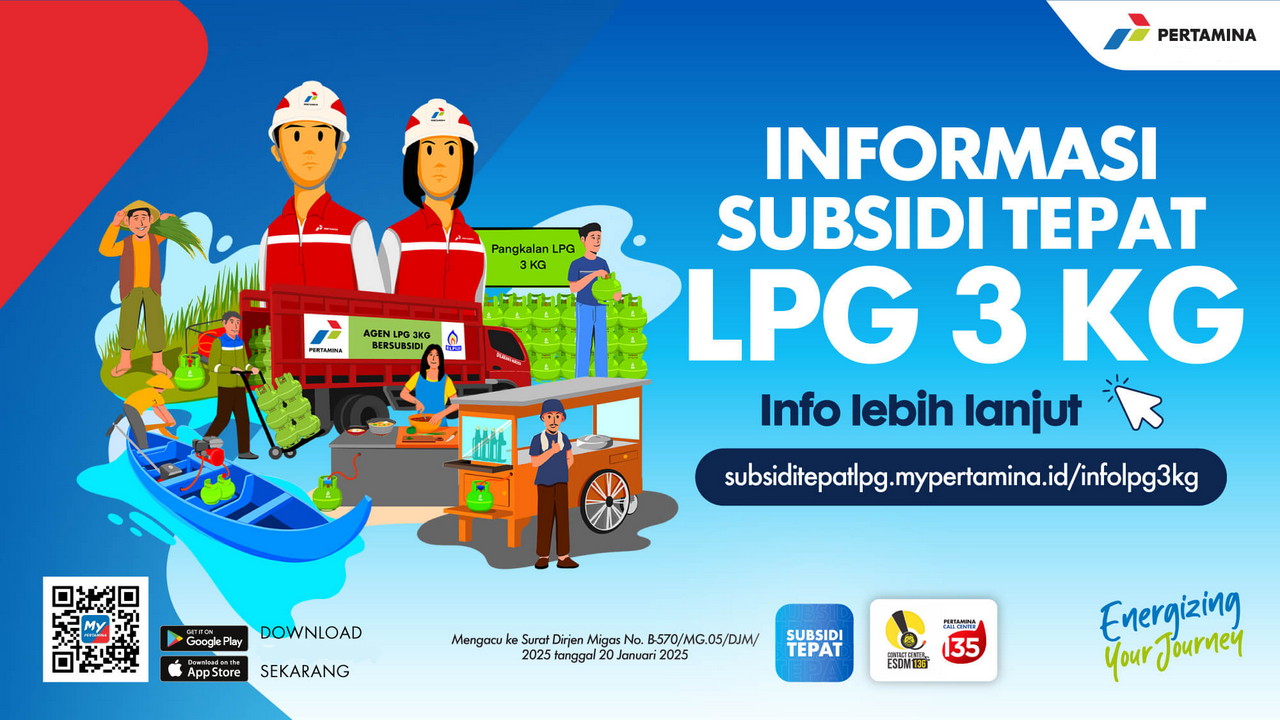 PERTAMINA
INFORMASI
SUBSIDI TEPAT
LPG 3 KG
Info lebih lanjut
subsiditepatlpg.mypertamina.id/infolpg3kg
Pangkalan LPG
3 KG
PERTAMINA
AGEN LPG 3KG
BERSUBSIDI
My
PERTAMINA
GET IT ON
Google Play
Download on the
App Store
DOWNLOAD
SEKARANG
Mengacu ke Surat Dirjen Migas No. B-570/MG.05/DJM/
2025 tanggal 20 Januari 2025
SUBSIDI
TEPAT
CONTACT CENTER
ESDM 136
PERTAMINA
CALL CENTER
135
Energizing
Your Journey